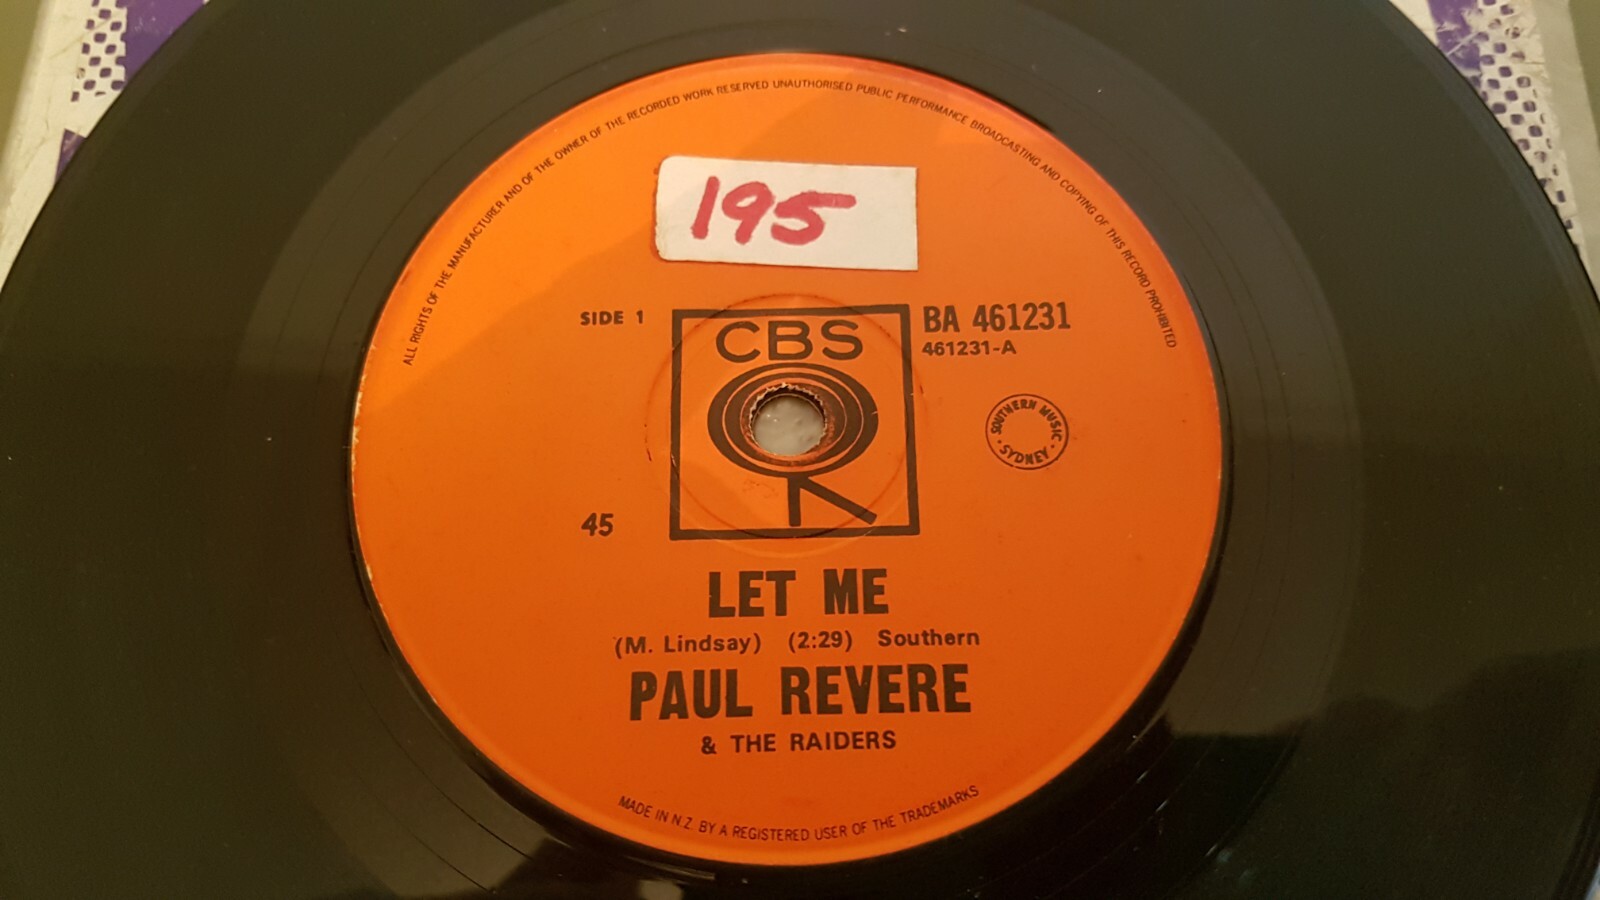 ALL RIGHTS OF THE MANUFACTURER AND OF THE OWNER OF THE RECORDED WORK RESERVED UNAUTHORISED PUBLIC PERFORMANCE BROADCASTING AND COPYING OF THIS RECORD PROHIBITED
195
SIDE 1
CBS
BA 461231
461231-A
SOUTHERN MUSIC
· SYDNEY ·
45
LET ME
(M. Lindsay) (2:29) Southern
PAUL REVERE
& THE RAIDERS
MADE IN N.Z. BY A REGISTERED USER OF THE TRADEMARKS